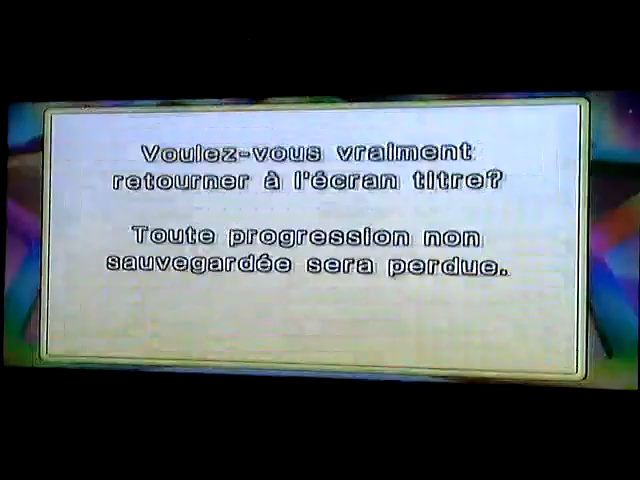 Voulez-vous vraiment
retourner à l'écran titre?
Toute progression non
sauvegardée sera perdue.